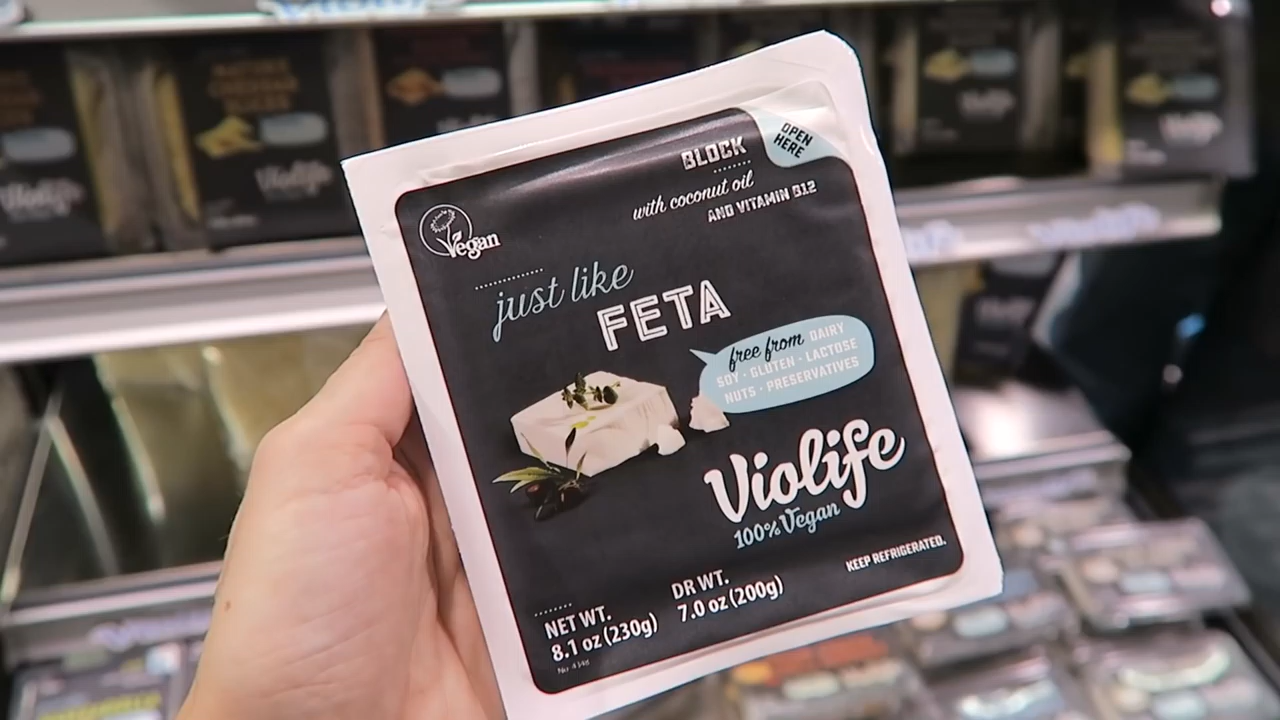 BLOCK
OPEN
HERE
with coconut oil
AND VITAMIN B12
Vegan
just like
FETA
free from DAIRY
SOY · GLUTEN · LACTOSE
NUTS · PRESERVATIVES
Violife
100% Vegan
KEEP REFRIGERATED.
NET WT.
8.1 oz (230g)
DR WT.
7.0 oz (200g)
Violife
Violife